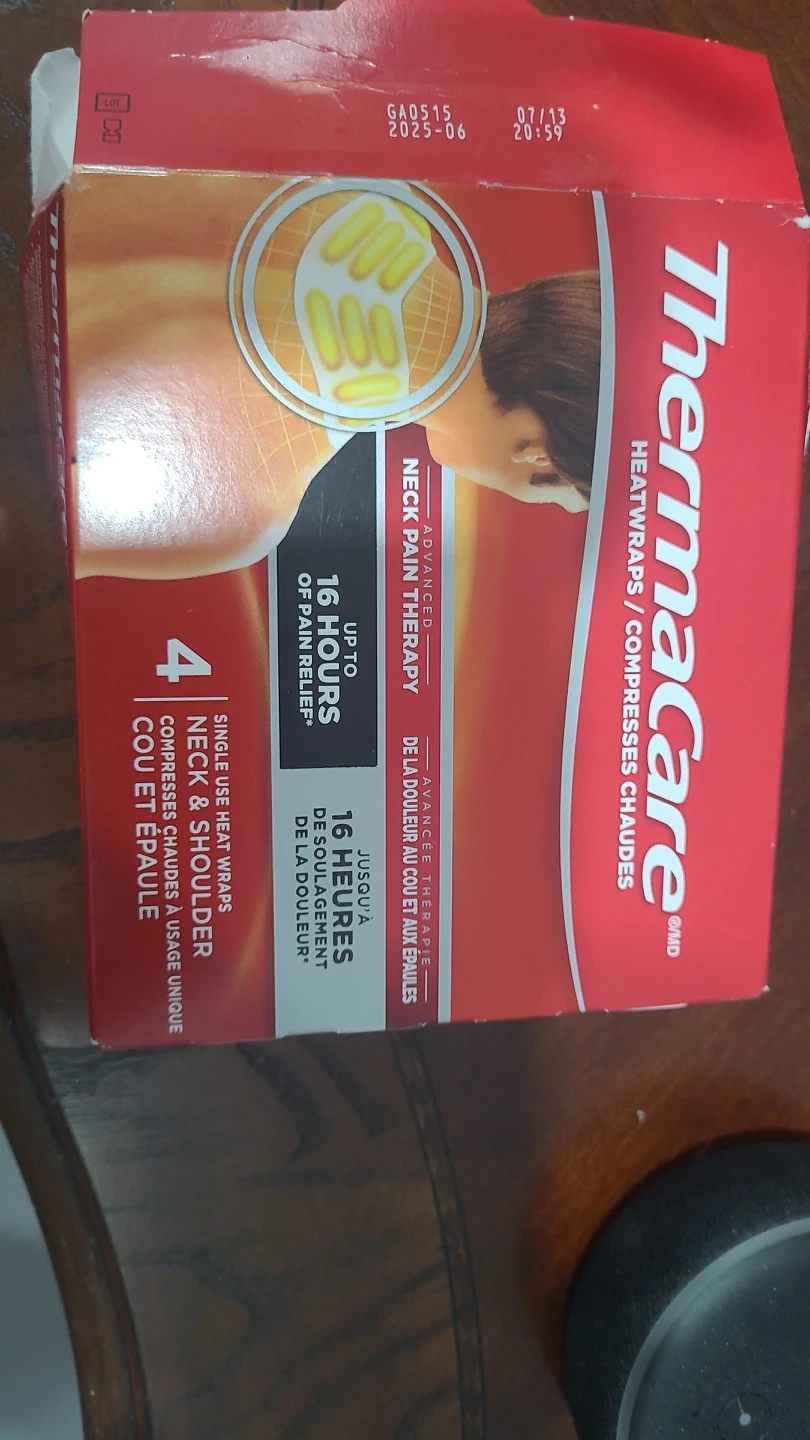 GA0515 07/13
2025-06 20:59
ThermaCare®/MD
HEATWRAPS / COMPRESSES CHAUDES
ADVANCED
NECK PAIN THERAPY
AVANCÉE THÉRAPIE
DE LA DOULEUR AU COU ET AUX ÉPAULES
UP TO
16 HOURS
OF PAIN RELIEF*
JUSQU'À
16 HEURES
DE SOULAGEMENT
DE LA DOULEUR*
4
SINGLE USE HEAT WRAPS
NECK & SHOULDER
COMPRESSES CHAUDES À USAGE UNIQUE
COU ET ÉPAULE
ThermaCare